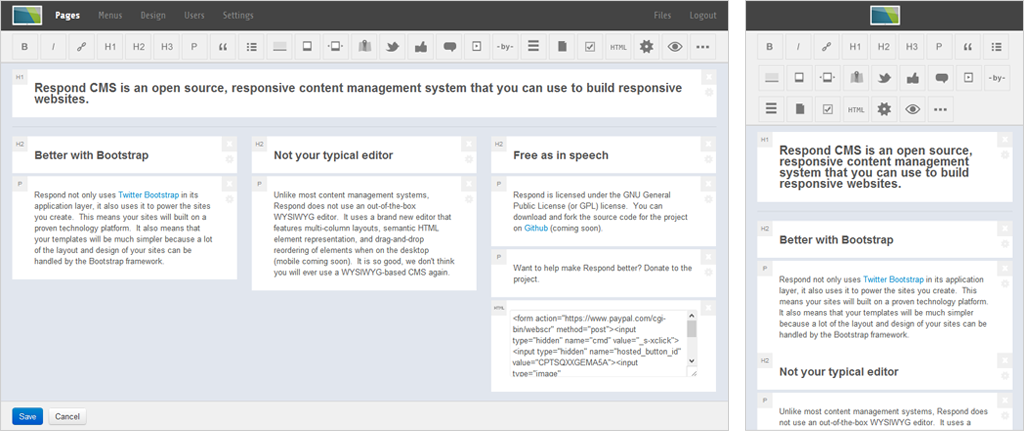 Pages Menus Design Users Settings Files Logout
B I H1 H2 H3 P “ -by- HTML
H1
Respond CMS is an open source, responsive content management system that you can use to build responsive
websites.
H2
Better with Bootstrap
P
Respond not only uses Twitter Bootstrap in its
application layer, it also uses it to power the sites
you create. This means your sites will built on a
proven technology platform. It also means that
your templates will be much simpler because a lot
of the layout and design of your sites can be
handled by the Bootstrap framework.
H2
Not your typical editor
P
Unlike most content management systems,
Respond does not use an out-of-the-box
WYSIWYG editor. It uses a brand new editor that
features multi-column layouts, semantic HTML
element representation, and drag-and-drop
reordering of elements when on the desktop
(mobile coming soon). It is so good, we don't think
you will ever use a WYSIWYG-based CMS again.
H2
Free as in speech
P
Respond is licensed under the GNU General
Public License (or GPL) license. You can
download and fork the source code for the project
on Github (coming soon).
P
Want to help make Respond better? Donate to the
project.
HTML
<form action="https://www.paypal.com/cgi-
bin/webscr" method="post"><input
type="hidden" name="cmd" value="_s-xclick">
<input type="hidden" name="hosted_button_id"
value="CPTSQXXGEMA5A"><input
type="image"
Save Cancel
B I H1 H2 H3 P “
-by-
HTML
H1
Respond CMS is an open source,
responsive content management
system that you can use to build
responsive websites.
H2
Better with Bootstrap
P
Respond not only uses Twitter Bootstrap in its application
layer, it also uses it to power the sites you create. This
means your sites will built on a proven technology platform.
It also means that your templates will be much simpler
because a lot of the layout and design of your sites can be
handled by the Bootstrap framework.
H2
Not your typical editor
P
Unlike most content management systems, Respond does
not use an out-of-the-box WYSIWYG editor. It uses a